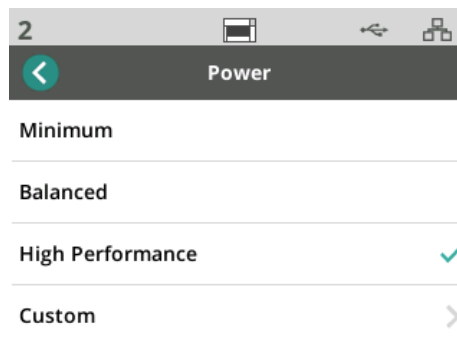 2
Power
Minimum
Balanced
High Performance
Custom